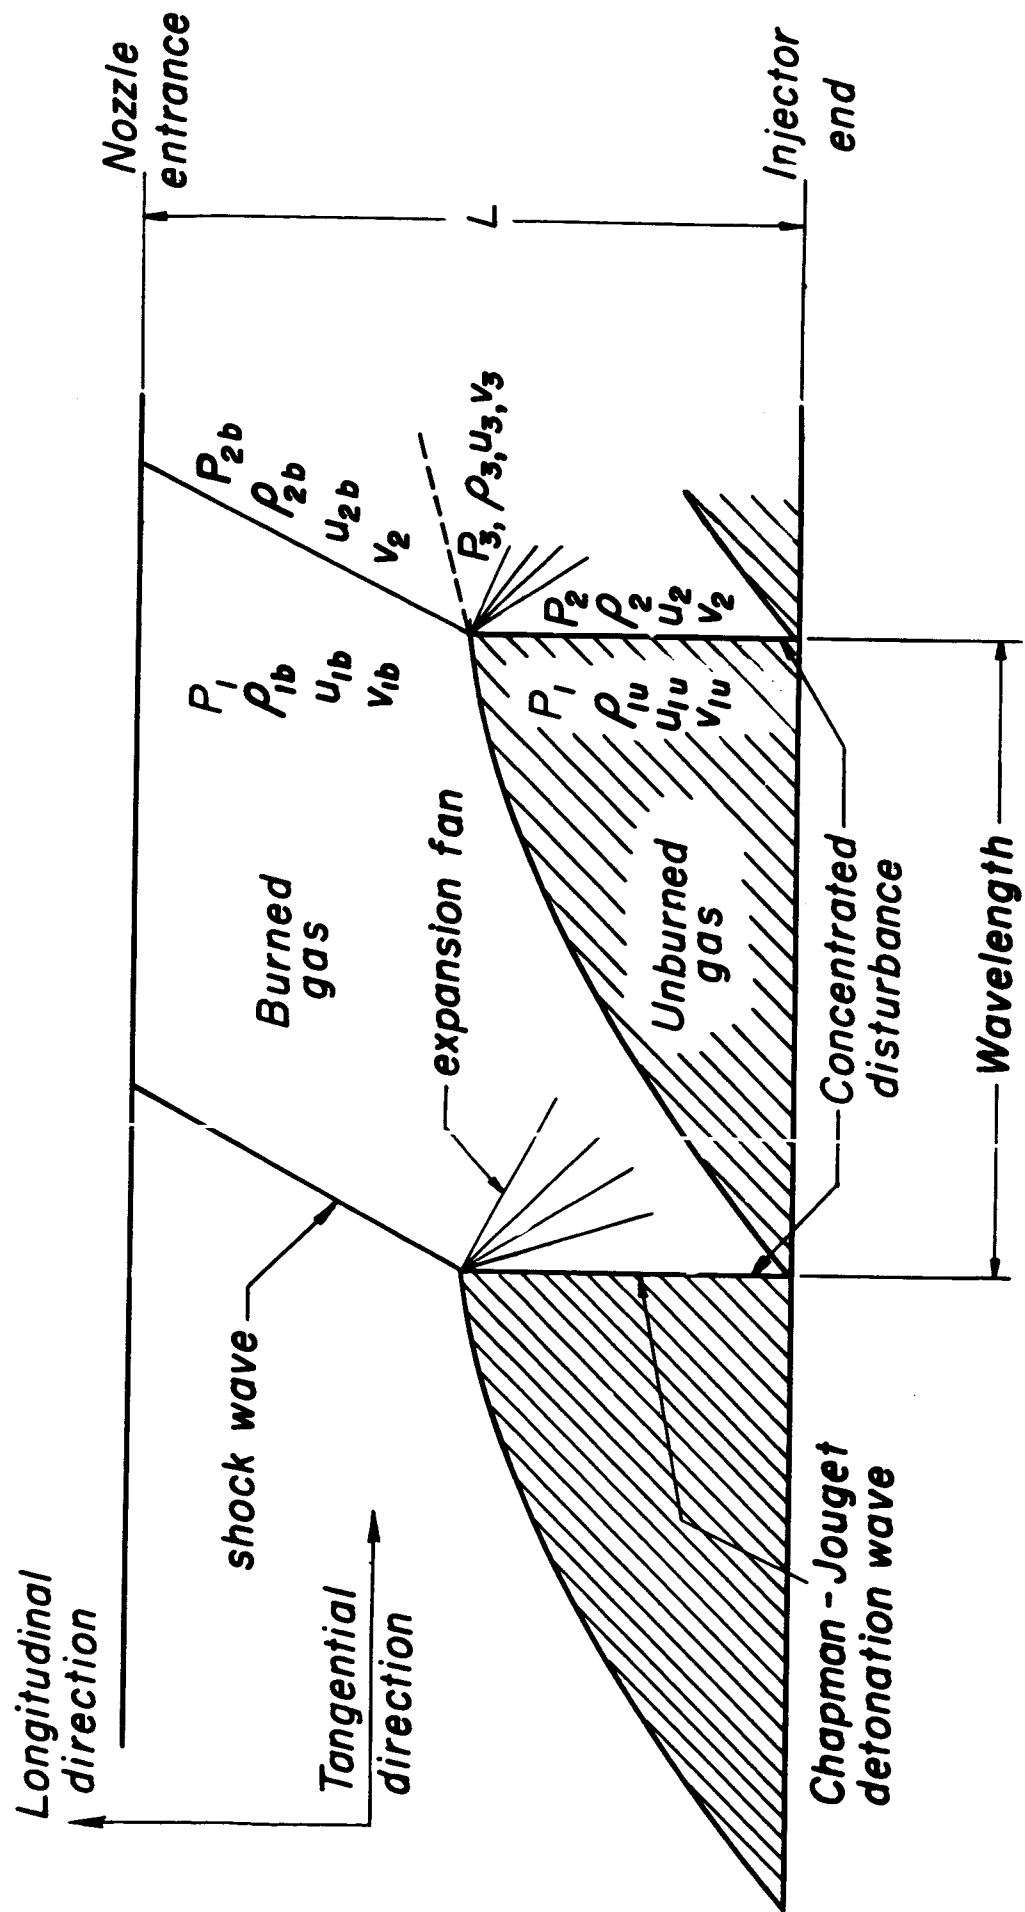 Longitudinal
direction
Nozzle
entrance
Tangential
direction
shock wave
Burned
gas
P₁
ρ₁b
u₁b
v₁b
P₂b
ρ₂b
u₂b
v₂
expansion fan
P₃, ρ₃, u₃, v₃
L
Unburned
gas
P₁
ρ₁u
u₁u
v₁u
P₂
ρ₂
u₂
v₂
Injector
end
Chapman-Jouget
detonation wave
Concentrated
disturbance
Wavelength